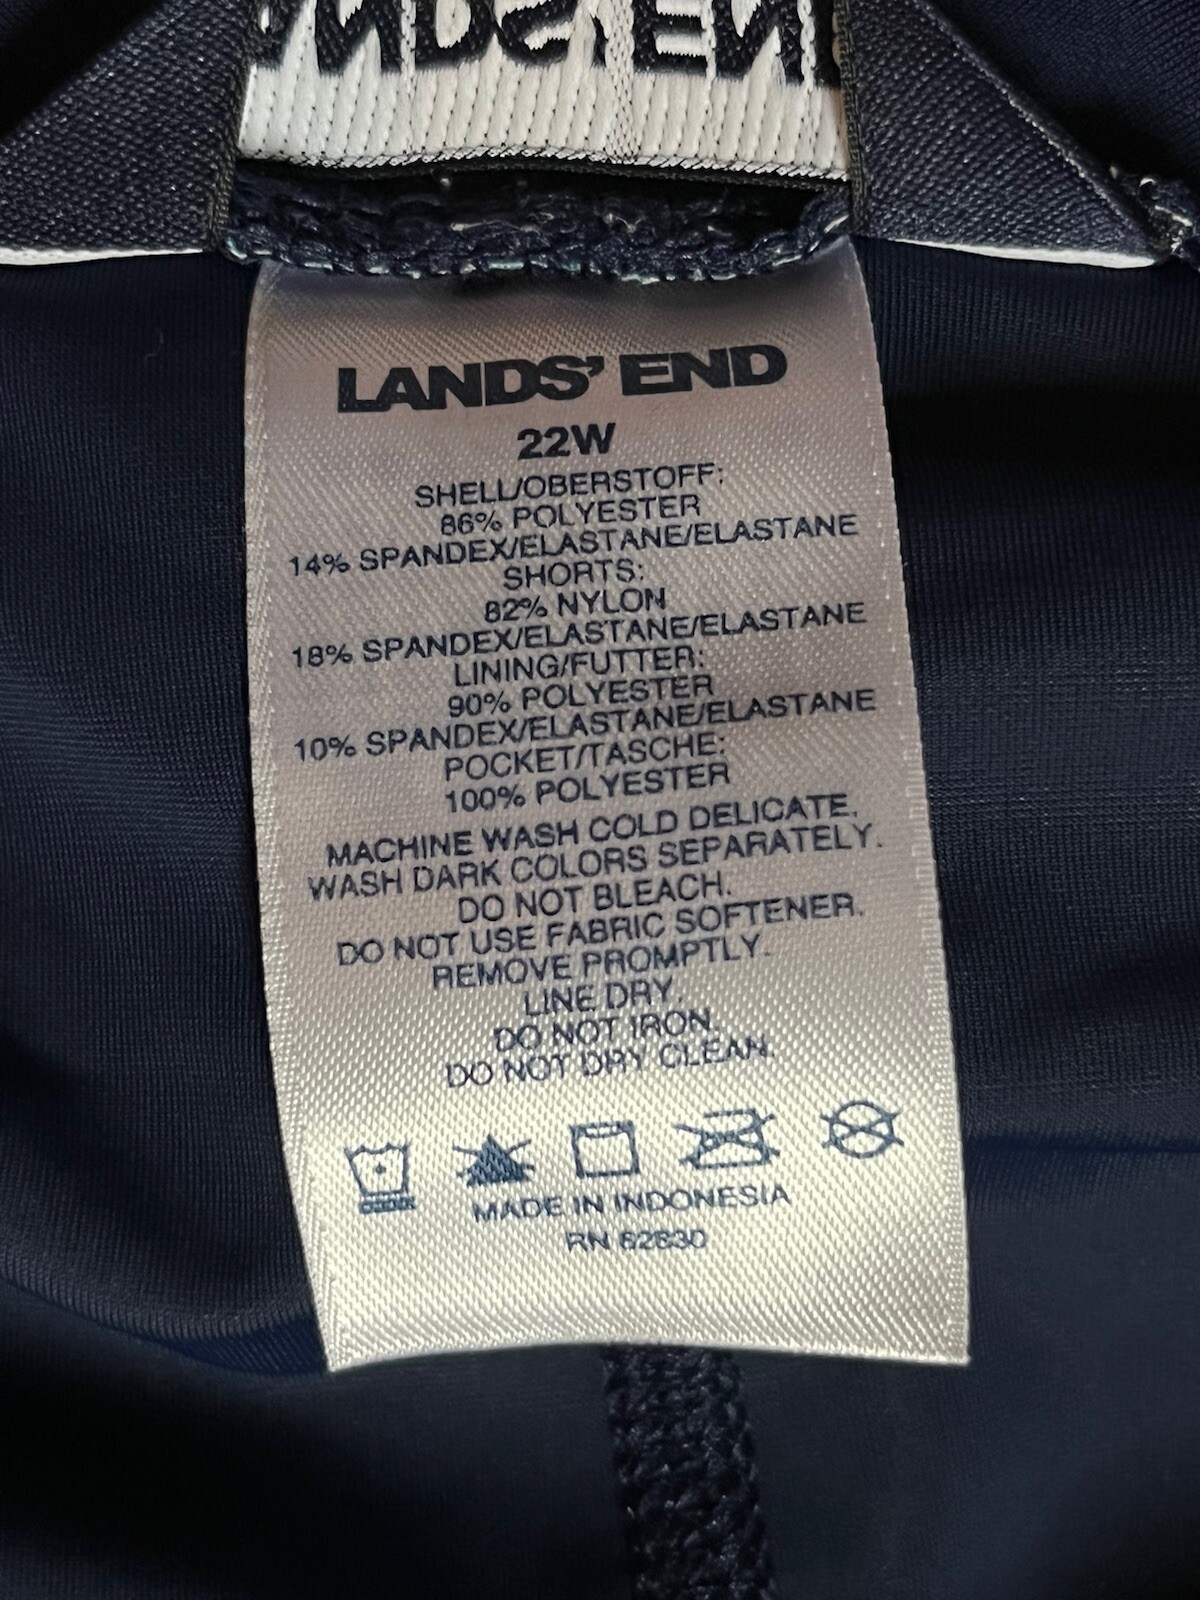 LANDS' END
LANDS' END
22W
SHELL/OBERSTOFF:
86% POLYESTER
14% SPANDEX/ELASTANE/ELASTANE
SHORTS:
82% NYLON
18% SPANDEX/ELASTANE/ELASTANE
LINING/FUTTER:
90% POLYESTER
10% SPANDEX/ELASTANE/ELASTANE
POCKET/TASCHE:
100% POLYESTER
MACHINE WASH COLD DELICATE.
WASH DARK COLORS SEPARATELY.
DO NOT BLEACH.
DO NOT USE FABRIC SOFTENER.
REMOVE PROMPTLY.
LINE DRY.
DO NOT IRON.
DO NOT DRY CLEAN.
MADE IN INDONESIA
RN 62830